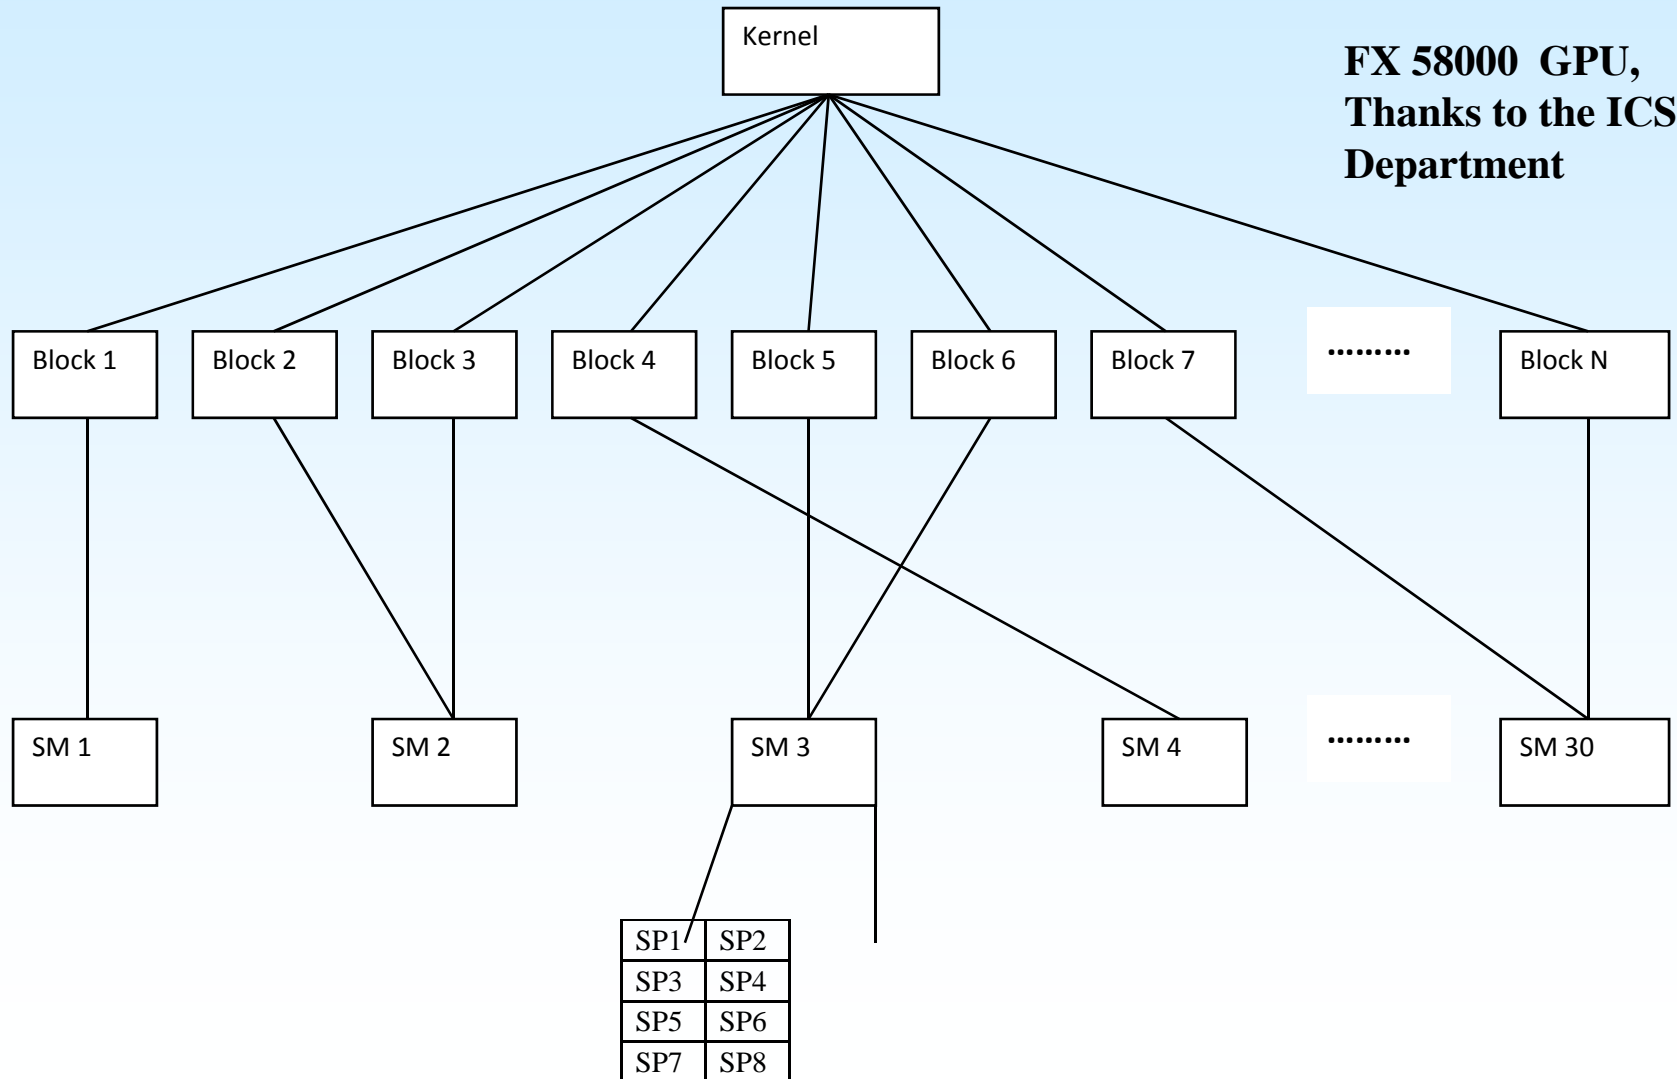 Kernel
FX 58000  GPU,
Thanks to the ICS
Department
Block 1
Block 2
Block 3
Block 4
Block 5
Block 6
Block 7
………
Block N
SM 1
SM 2
SM 3
SM 4
………
SM 30
SP1 SP2
SP3 SP4
SP5 SP6
SP7 SP8